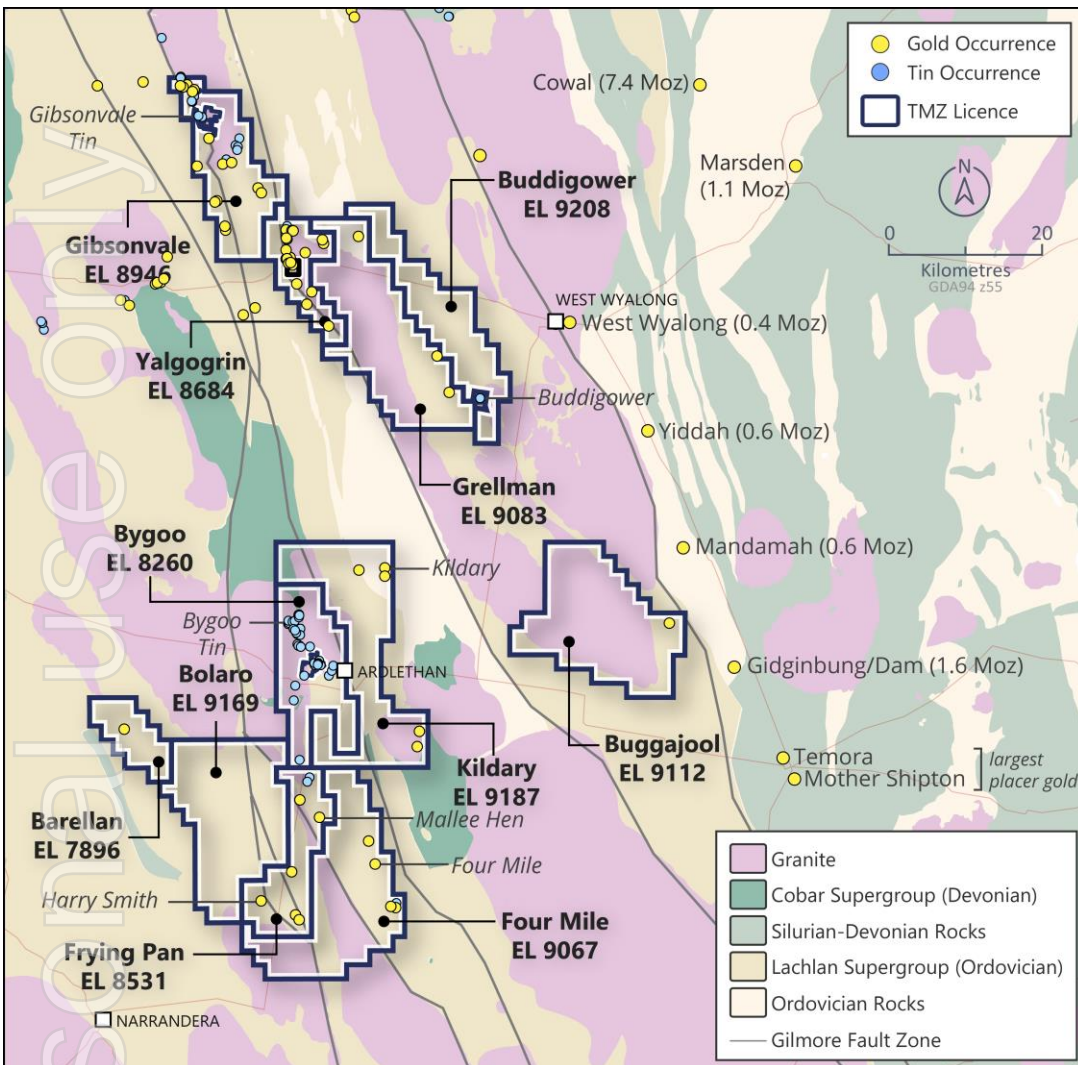 Gold Occurrence
Tin Occurrence
TMZ Licence
N
0 20
Kilometres
GDA94 z55
Cowal (7.4 Moz)
Gibsonvale
Tin
Marsden
(1.1 Moz)
Buddigower
EL 9208
Gibsonvale
EL 8946
WEST WYALONG
West Wyalong (0.4 Moz)
Yalgogrin
EL 8684
Buddigower
Yiddah (0.6 Moz)
Grellman
EL 9083
Bygoo
EL 8260
Kildary
Mandamah (0.6 Moz)
Bygoo
Tin
Bolaro
EL 9169
ARDLETHAN
Gidginbung/Dam (1.6 Moz)
Buggajool
EL 9112
Kildary
EL 9187
Temora
Mother Shipton
largest
placer gold
Barellan
EL 7896
Mallee Hen
Four Mile
Harry Smith
Four Mile
EL 9067
Frying Pan
EL 8531
NARRANDERA
Granite
Cobar Supergroup (Devonian)
Silurian-Devonian Rocks
Lachlan Supergroup (Ordovician)
Ordovician Rocks
Gilmore Fault Zone
sonal use only